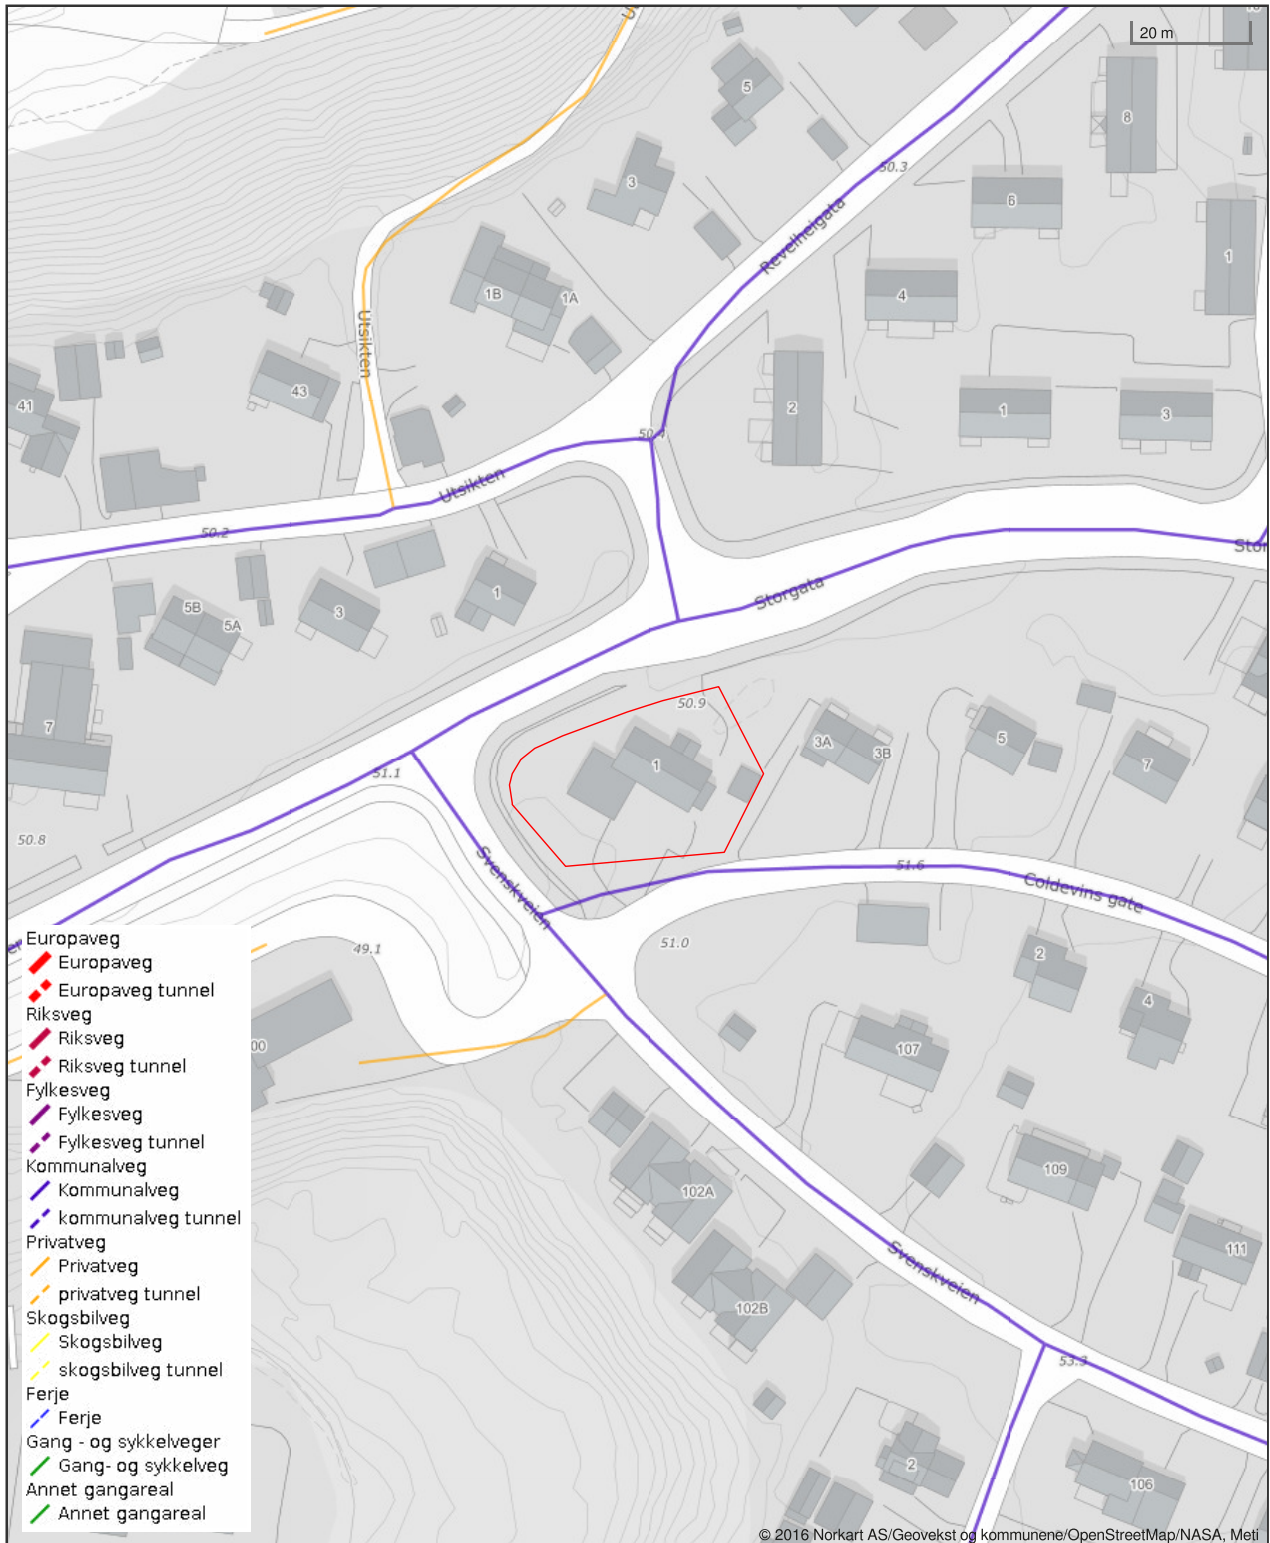 20 m
5
8
50.3
3
6
Revelheigata
1
1B
1A
4
Utsikten
43
41
2
1
3
50.4
Utsikten
50.2
Stor
5B
5A
3
1
Storgata
7
50.9
3A
3B
5
7
1
51.1
50.8
Svenskveien
51.6
Coldevins gate
49.1
51.0
2
4
107
00
109
102A
111
Svenskveien
102B
53.3
2
106
Europaveg
Europaveg
Europaveg tunnel
Riksveg
Riksveg
Riksveg tunnel
Fylkesveg
Fylkesveg
Fylkesveg tunnel
Kommunalveg
Kommunalveg
kommunalveg tunnel
Privatveg
Privatveg
privatveg tunnel
Skogsbilveg
Skogsbilveg
skogsbilveg tunnel
Ferje
Ferje
Gang - og sykkelveger
Gang- og sykkelveg
Annet gangareal
Annet gangareal
© 2016 Norkart AS/Geovekst og kommunene/OpenStreetMap/NASA, Meti